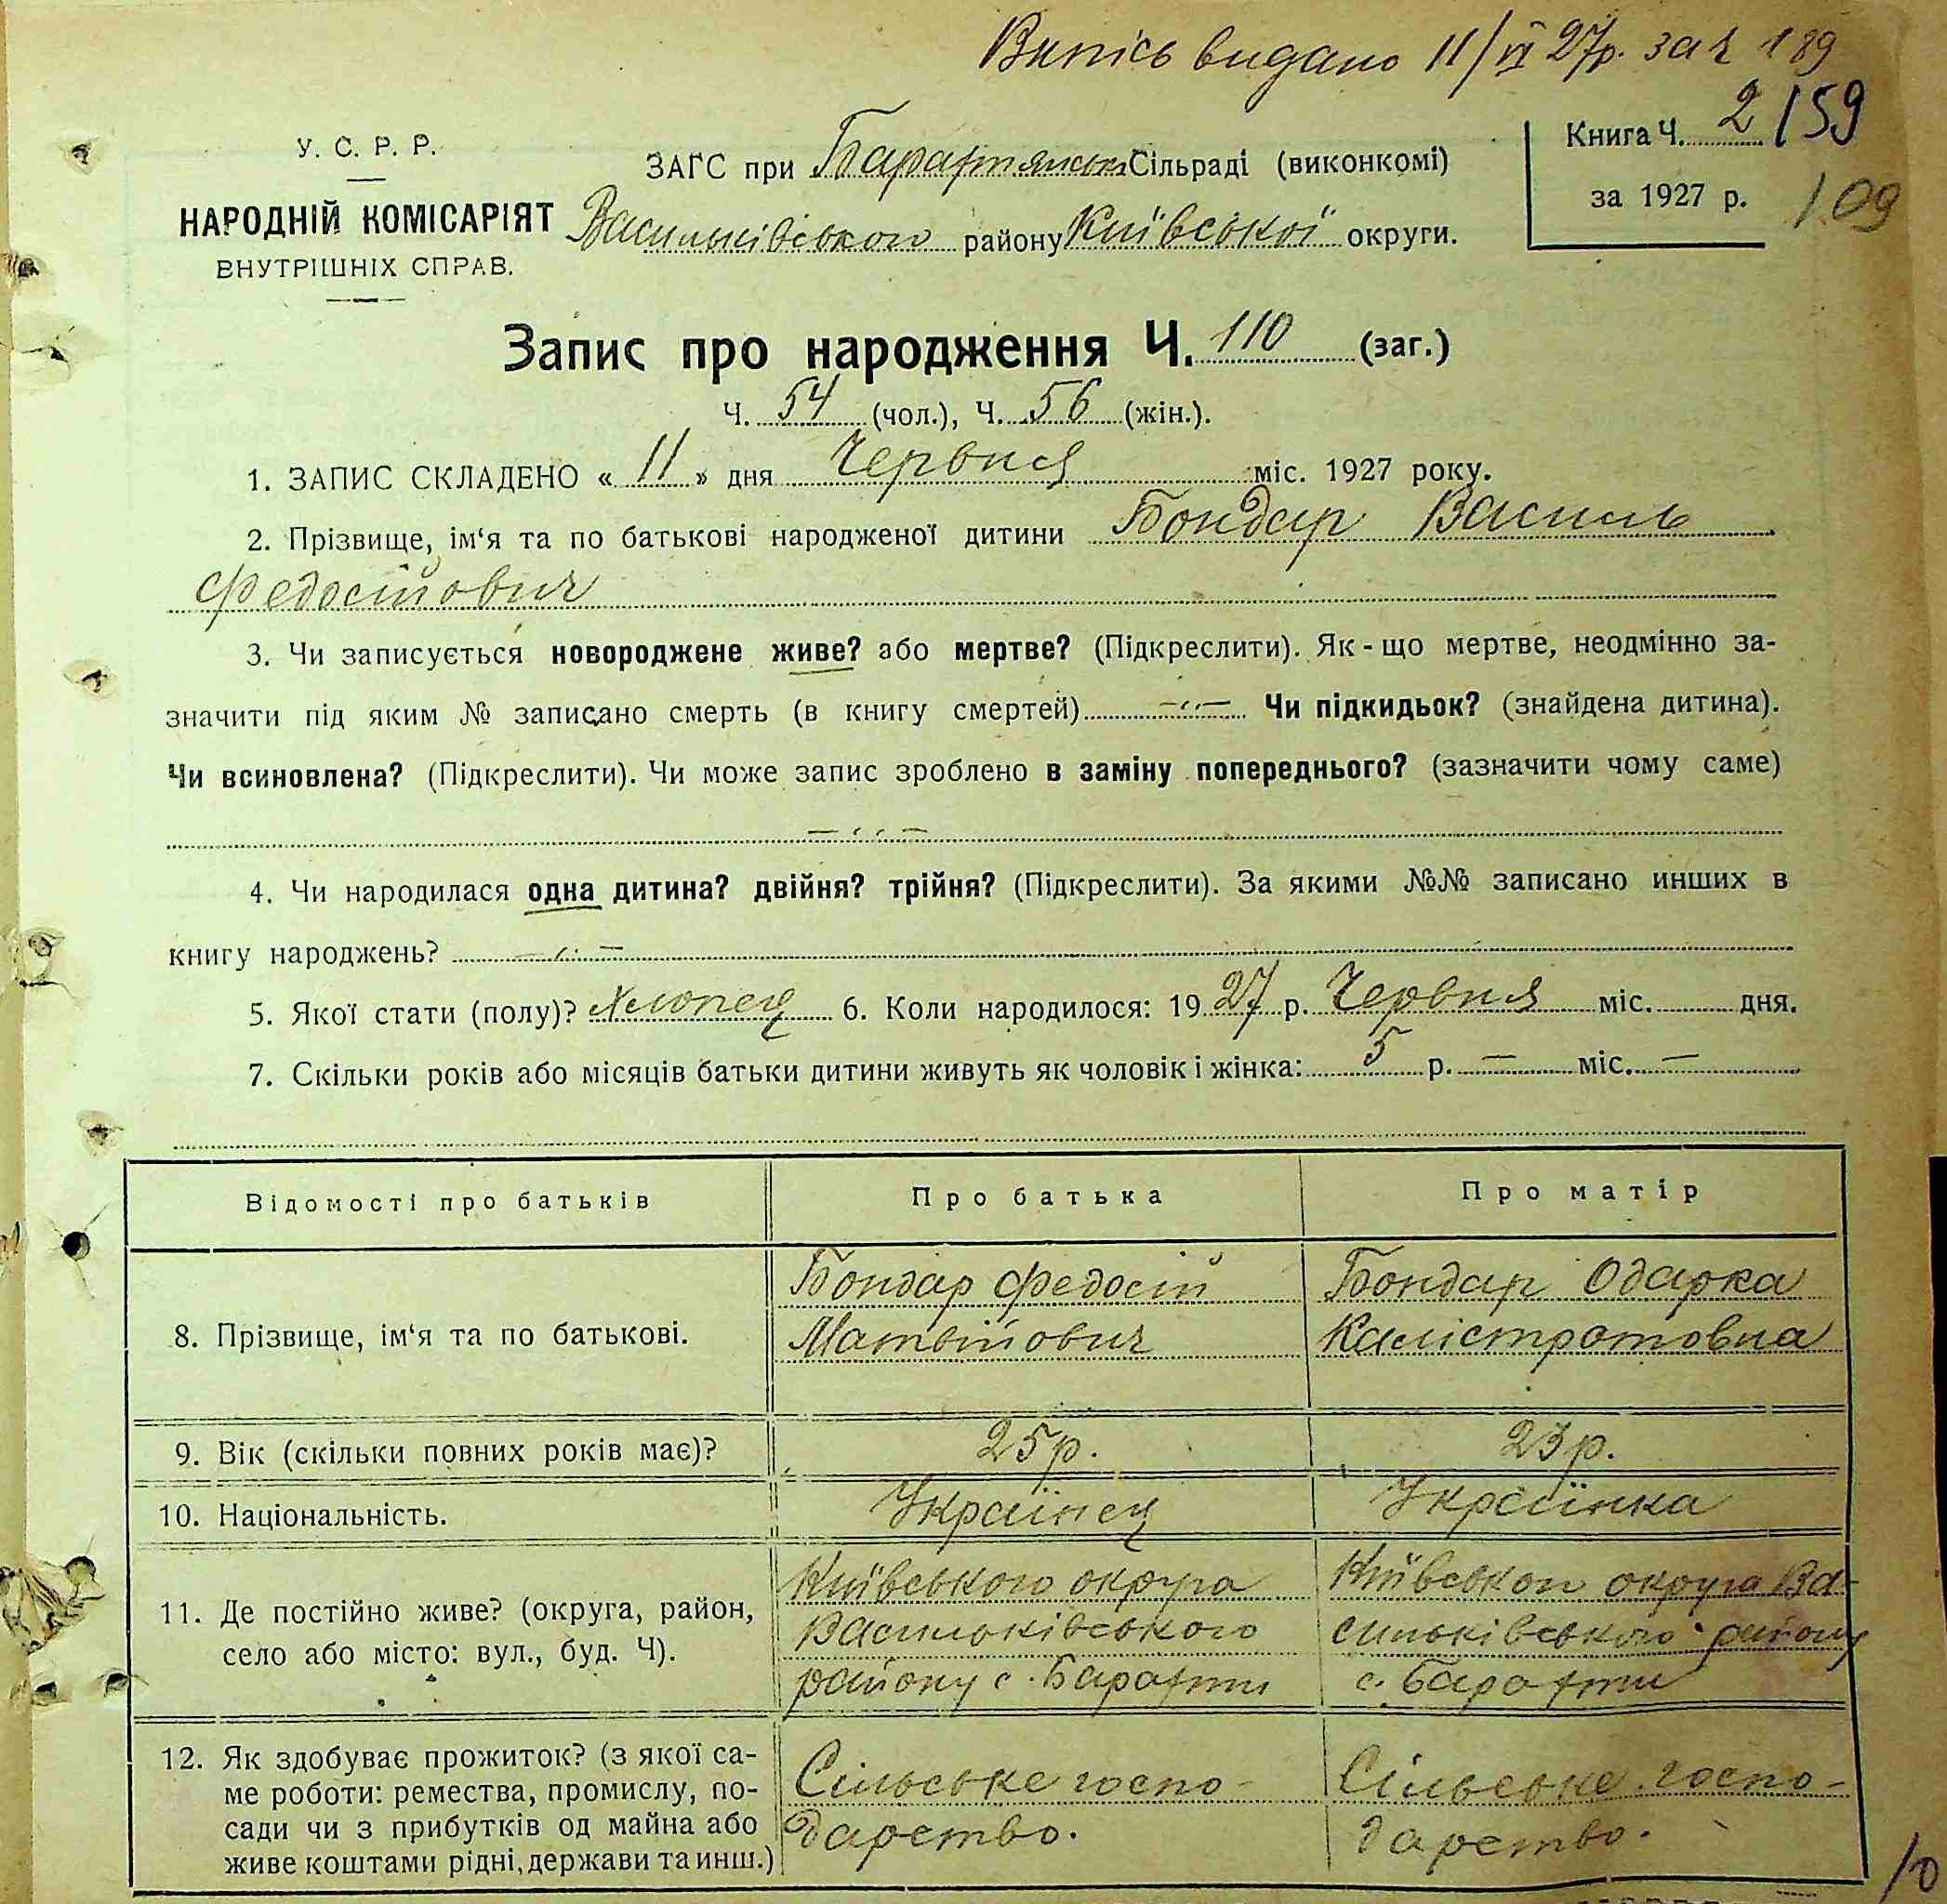 Випісь видано 11/VI 27р. за ч 189
У. С. Р. Р.
НАРОДНІЙ КОМІСАРІЯТ
ВНУТРІШНІХ СПРАВ.
ЗАГС при Барахтянськ Сільраді (виконкомі)
Васильківського району Київської округи.
Книга Ч. 2 159
за 1927 р. 109
Запис про народження Ч. 110 (заг.)
Ч. 54 (чол.), Ч. 56 (жін.).
1. ЗАПИС СКЛАДЕНО « 11 » дня Червня міс. 1927 року.
2. Прізвище, ім‘я та по батькові народженої дитини Бондар Василь
Федосійович
3. Чи записується новороджене живе? або мертве? (Підкреслити). Як-що мертве, неодмінно за-
значити під яким № записано смерть (в книгу смертей) —„— Чи підкидьок? (знайдена дитина).
Чи всиновлена? (Підкреслити). Чи може запис зроблено в заміну попереднього? (зазначити чому саме)
—„—
4. Чи народилася одна дитина? двійня? трійня? (Підкреслити). За якими №№ записано инших в
книгу народжень? —„—
5. Якої стати (полу)? Хлопец 6. Коли народилося: 1927 р. Червня міс. дня.
7. Скільки років або місяців батьки дитини живуть як чоловік і жінка: 5 р. — міс. —
Відомості про батьків Про батька Про матір
8. Прізвище, ім‘я та по батькові.
Бондар Федосій
Матвійович
Бондар Одарка
Калістратовна
9. Вік (скільки повних років має)? 25р. 23р.
10. Національність. Українец Українка
11. Де постійно живе? (округа, район,
село або місто: вул., буд. Ч).
Київського округа
Васильківського
району с. Барахти
Київського округа Ва-
сильківського району
с. Барахти
12. Як здобуває прожиток? (з якої са-
ме роботи: ремества, промислу, по-
сади чи з прибутків од майна або
живе коштами рідні, держави та инш.)
Сільське госпо-
дарство.
Сільське госпо-
дарство.
10